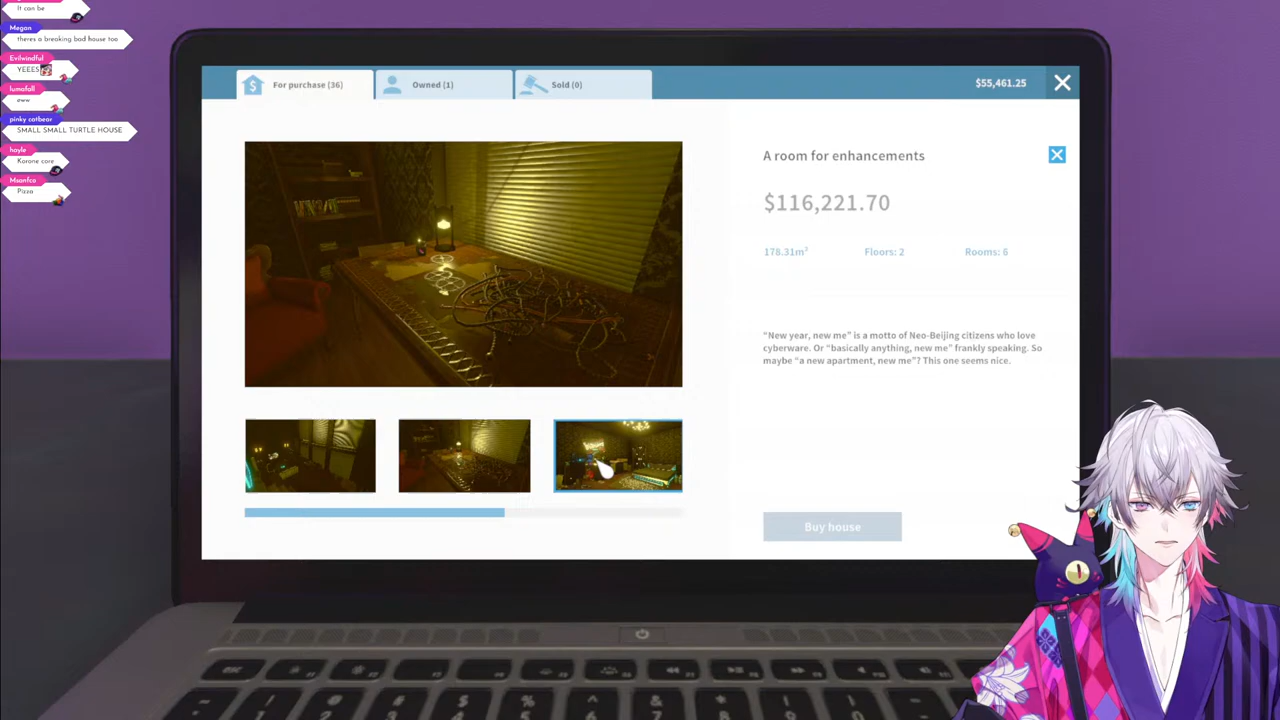 It can be
Megan
theres a breaking bad house too
Evilwindful
YEEES
lumafall
aww
pinky catbear
SMALL SMALL TURTLE HOUSE
hoyle
Korone core
Msanfco
Pizza
For purchase (36)
Owned (1)
Sold (0)
$55,461.25
A room for enhancements
$116,221.70
178.31m²
Floors: 2
Rooms: 6
“New year, new me” is a motto of Neo-Beijing citizens who love
cyberware. Or “basically anything, new me” frankly speaking. So
maybe “a new apartment, new me”? This one seems nice.
Buy house